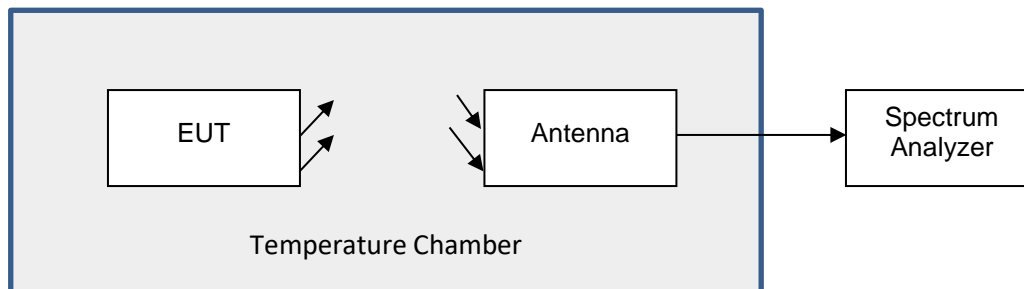 EUT
Antenna
Spectrum
Analyzer
Temperature Chamber